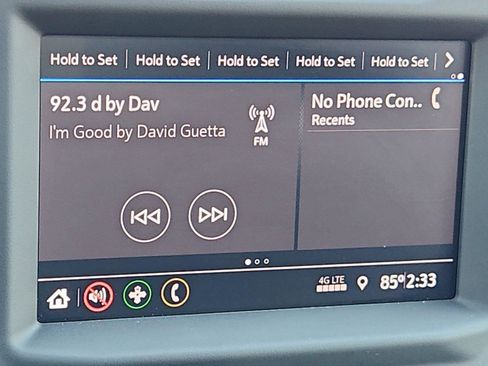 Hold to Set Hold to Set Hold to Set Hold to Set Hold to Set
92.3 d by Dav
I'm Good by David Guetta
FM
No Phone Con..
Recents
4G LTE
85° 2:33